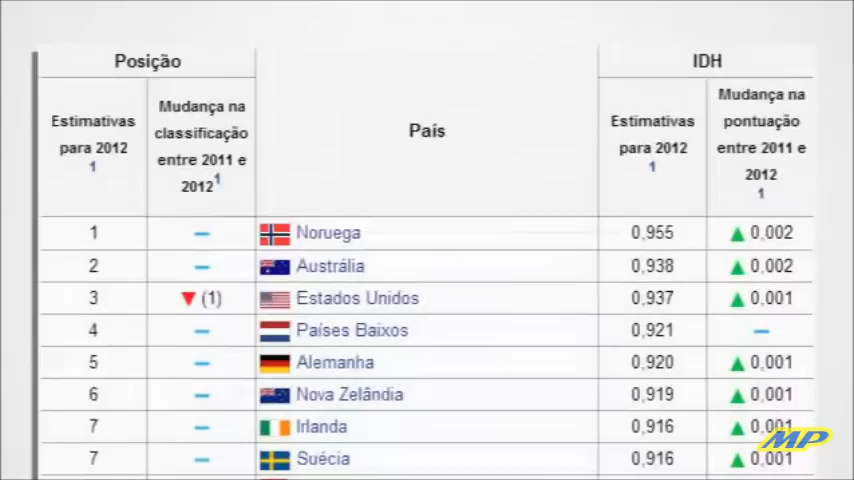 Posição
País
IDH
Estimativas
para 2012
1
Mudança na
classificação
entre 2011 e
2012 1
Estimativas
para 2012
1
Mudança na
pontuação
entre 2011 e
2012
1
1 – Noruega 0,955 ▲ 0,002
2 – Austrália 0,938 ▲ 0,002
3 ▼ (1) Estados Unidos 0,937 ▲ 0,001
4 – Países Baixos 0,921 –
5 – Alemanha 0,920 ▲ 0,001
6 – Nova Zelândia 0,919 ▲ 0,001
7 – Irlanda 0,916 ▲ 0,001
7 – Suécia 0,916 ▲ 0,001
MP